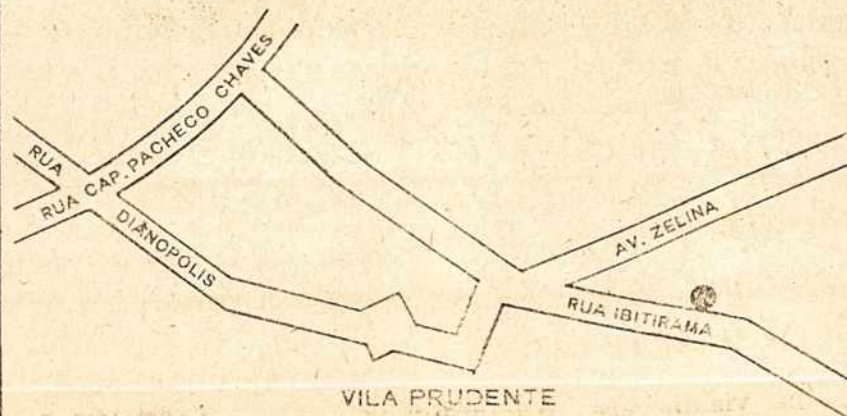 RUA CAP. PACHECO CHAVES
RUA
DIANOPOLIS
AV. ZELINA
RUA IBITIRAMA
VILA PRUDENTE